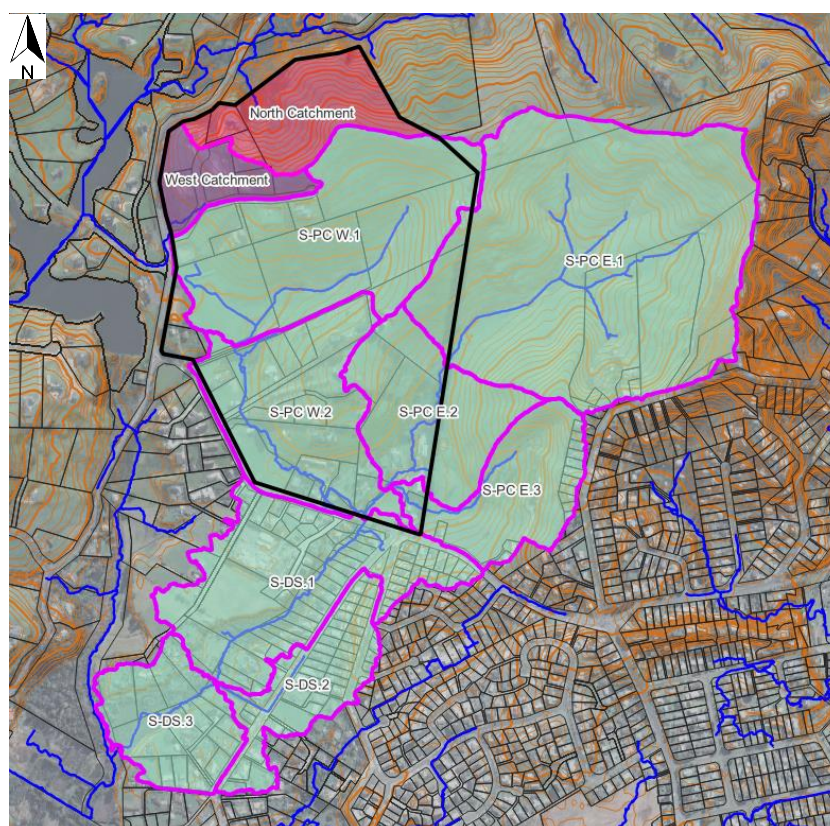 N
North Catchment
West Catchment
S-PC W.1
S-PC E.1
S-PC W.2
S-PC E.2
S-PC E.3
S-DS.1
S-DS.2
S-DS.3